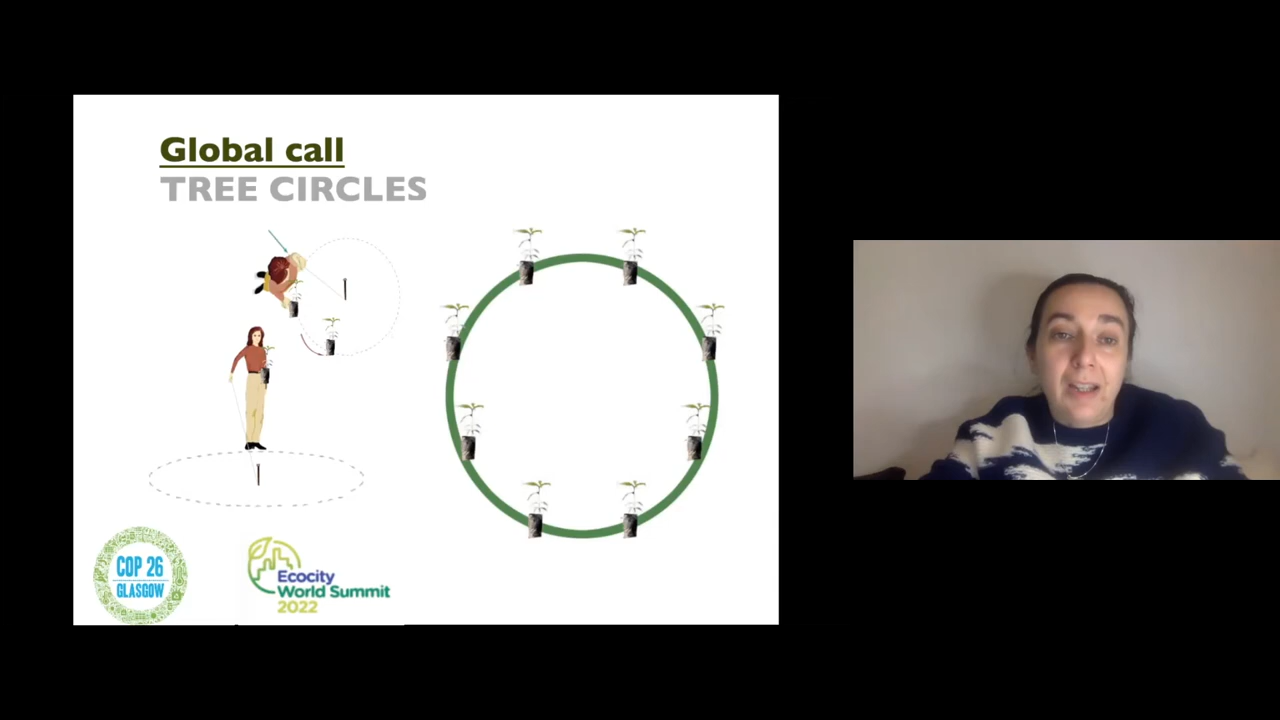 Global call
TREE CIRCLES
COP 26
GLASGOW
Ecocity
World Summit
2022